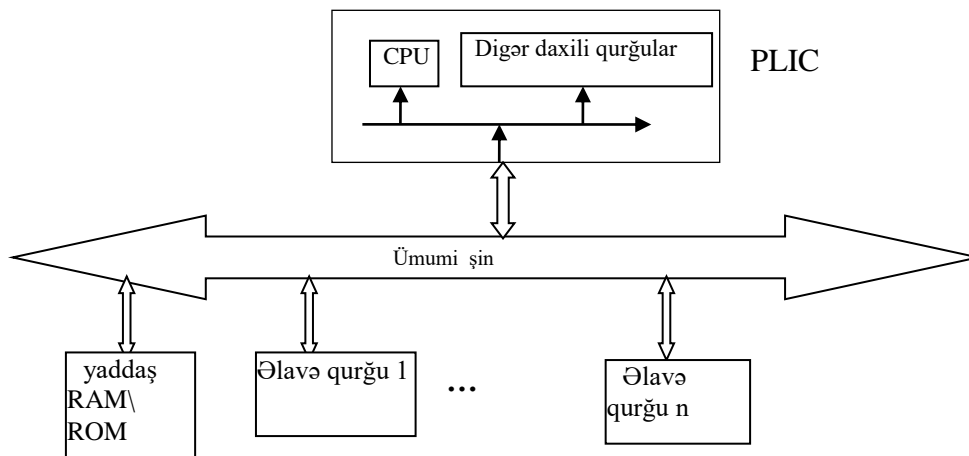 CPU
Digər daxili qurğular
PLIC
Ümumi şin
yaddaş
RAM\
ROM
Əlavə qurğu 1
...
Əlavə
qurğu n